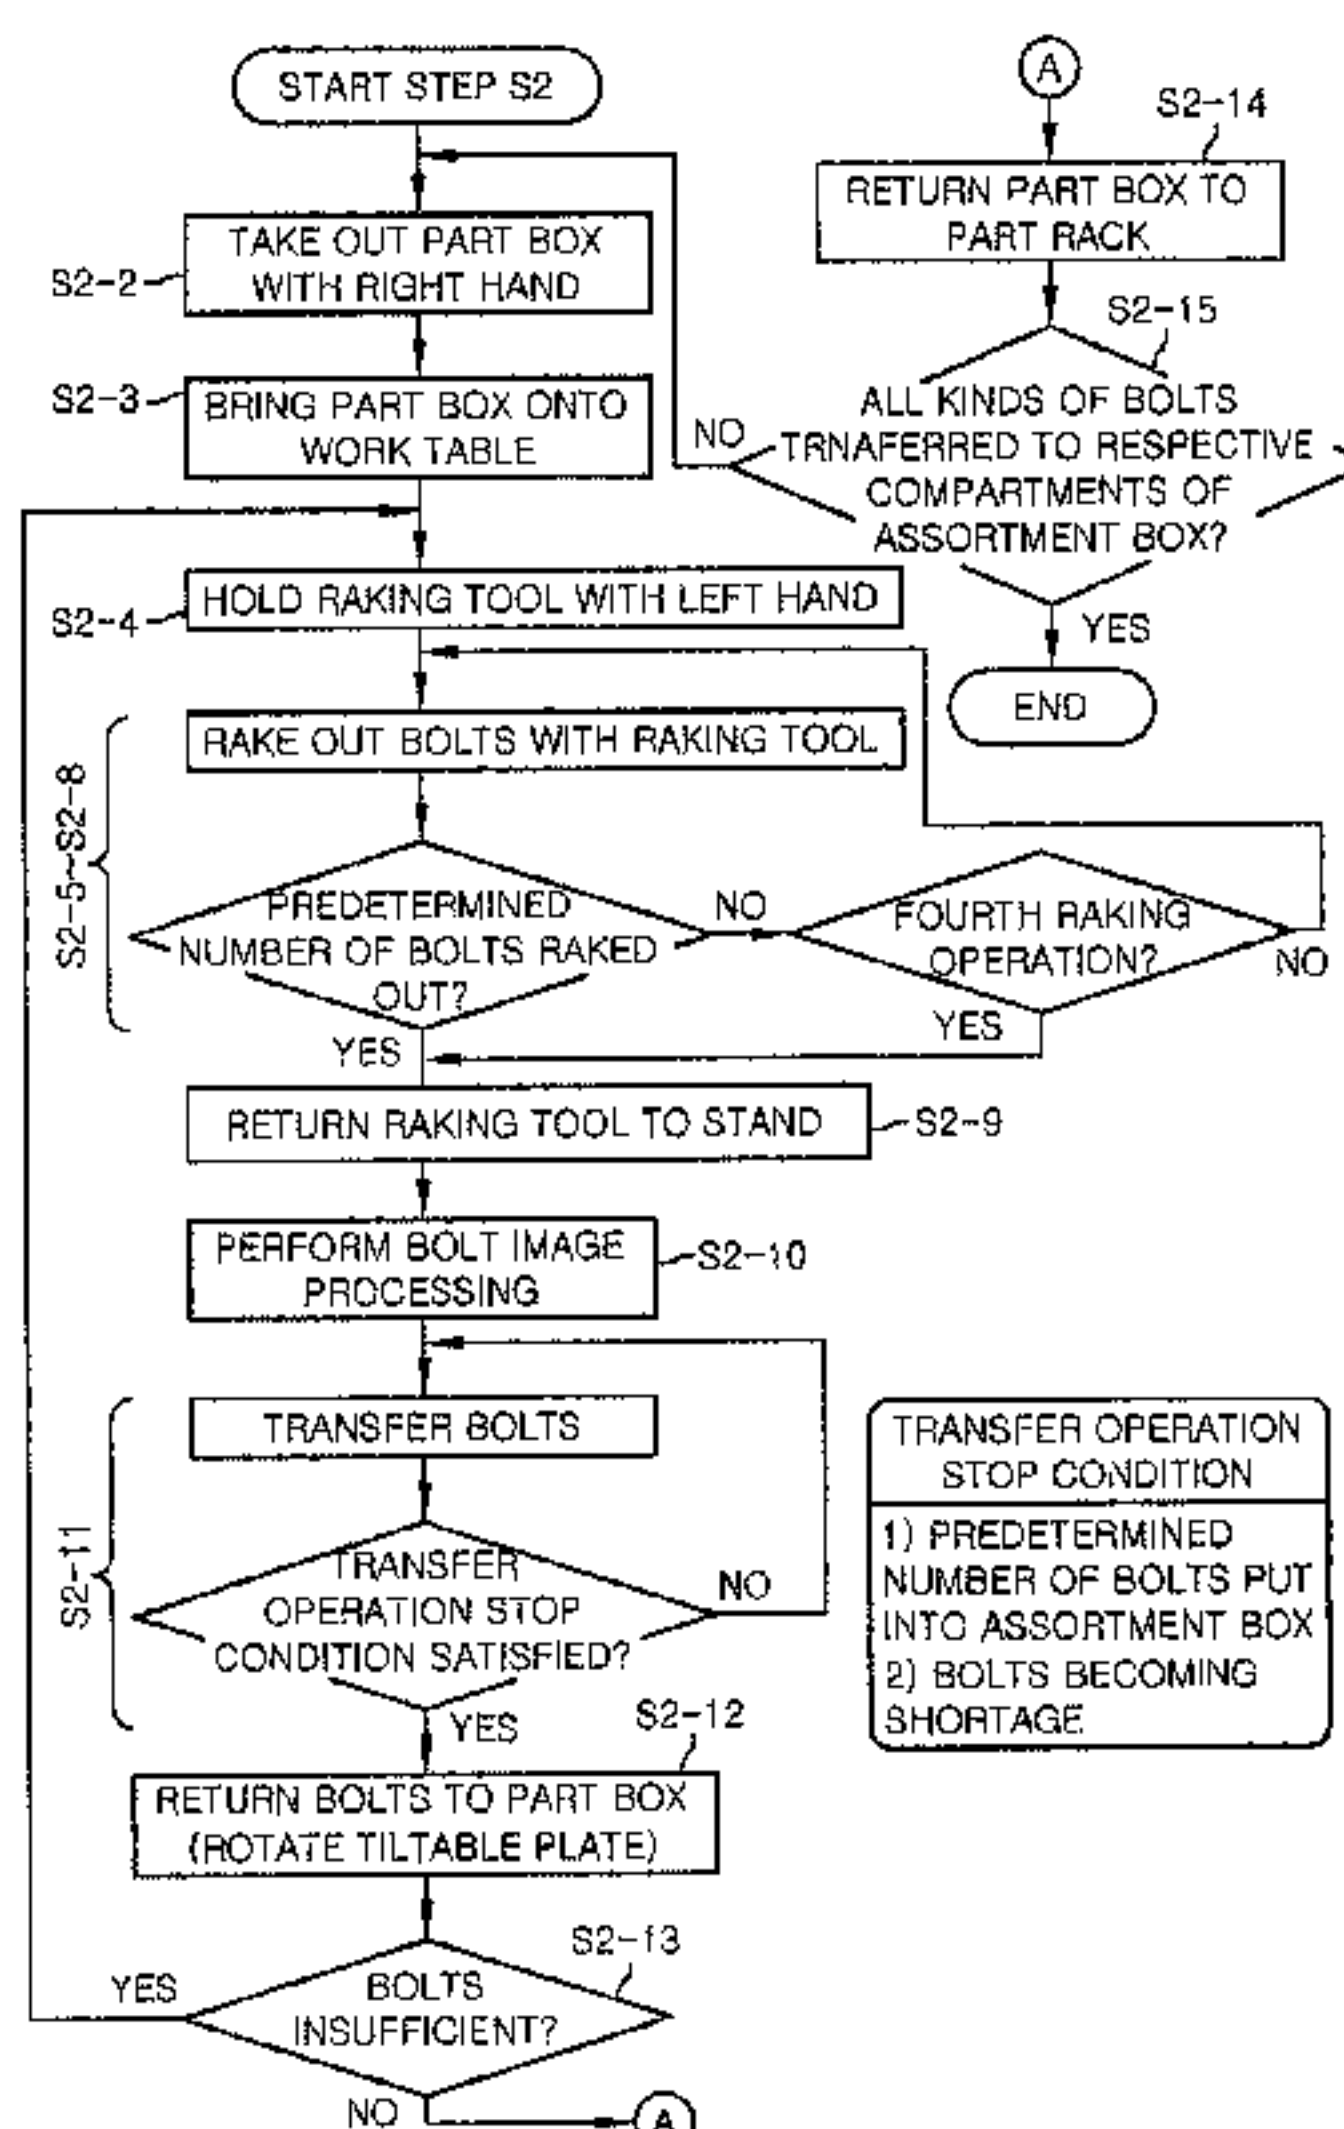 START STEP S2
S2-2
TAKE OUT PART BOX
WITH RIGHT HAND
S2-3
BRING PART BOX ONTO
WORK TABLE
S2-4
HOLD RAKING TOOL WITH LEFT HAND
S2-5~S2-8
RAKE OUT BOLTS WITH RAKING TOOL
PREDETERMINED
NUMBER OF BOLTS RAKED
OUT?
NO
YES
FOURTH RAKING
OPERATION?
NO
YES
RETURN RAKING TOOL TO STAND
S2-9
PERFORM BOLT IMAGE
PROCESSING
S2-10
S2-11
TRANSFER BOLTS
TRANSFER
OPERATION STOP
CONDITION SATISFIED?
NO
YES
S2-12
RETURN BOLTS TO PART BOX
(ROTATE TILTABLE PLATE)
S2-13
BOLTS
INSUFFICIENT?
YES
NO
A
A
S2-14
RETURN PART BOX TO
PART RACK
S2-15
ALL KINDS OF BOLTS
TRNAFERRED TO RESPECTIVE
COMPARTMENTS OF
ASSORTMENT BOX?
NO
YES
END
TRANSFER OPERATION
STOP CONDITION
1) PREDETERMINED
NUMBER OF BOLTS PUT
INTO ASSORTMENT BOX
2) BOLTS BECOMING
SHORTAGE